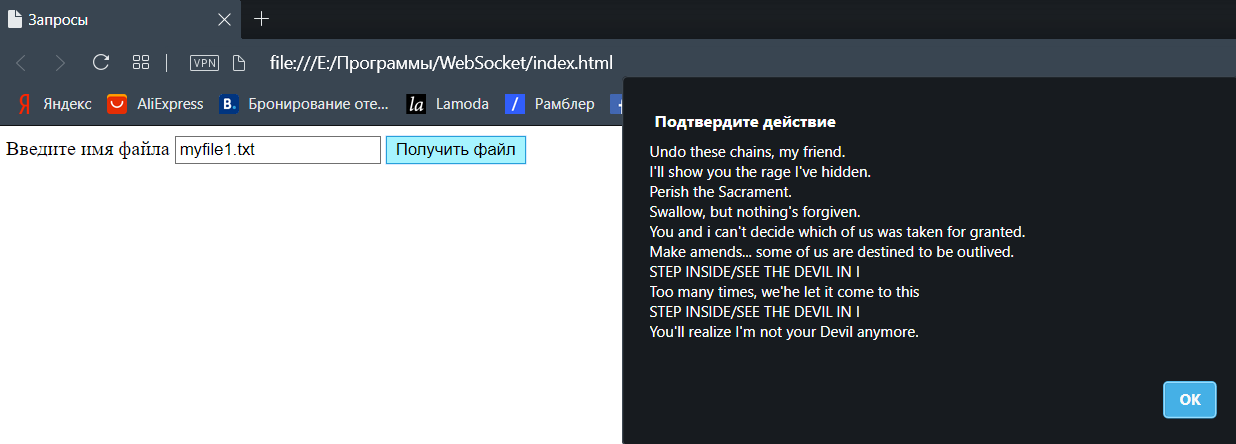 Запросы
VPN
file:///E:/Программы/WebSocket/index.html
Я Яндекс AliExpress B. Бронирование оте... la Lamoda / Рамблер
Введите имя файла myfile1.txt Получить файл
Подтвердите действие
Undo these chains, my friend.
I'll show you the rage I've hidden.
Perish the Sacrament.
Swallow, but nothing's forgiven.
You and i can't decide which of us was taken for granted.
Make amends... some of us are destined to be outlived.
STEP INSIDE/SEE THE DEVIL IN I
Too many times, we'he let it come to this
STEP INSIDE/SEE THE DEVIL IN I
You'll realize I'm not your Devil anymore.
OK